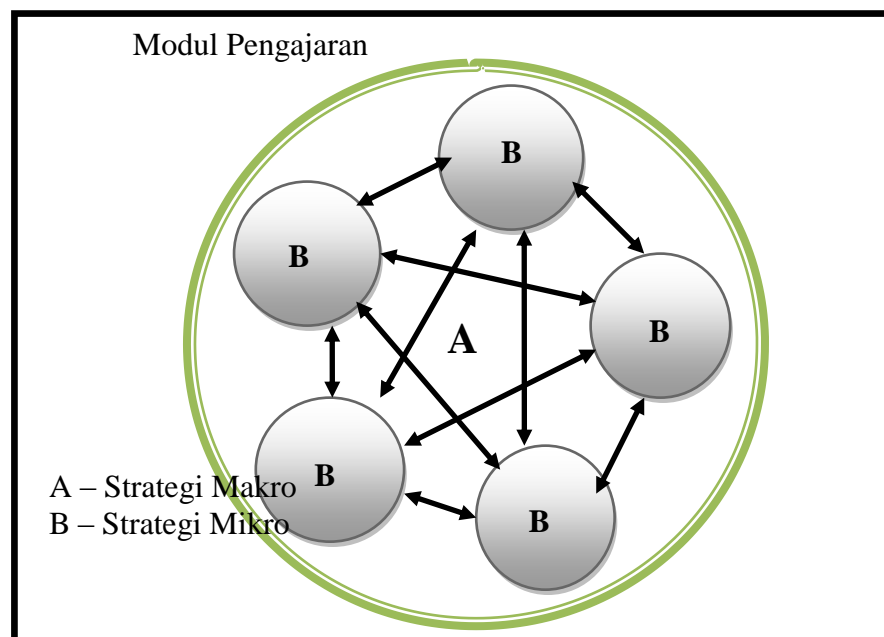 Modul Pengajaran
B
B
B
A
B
B
A – Strategi Makro
B – Strategi Mikro